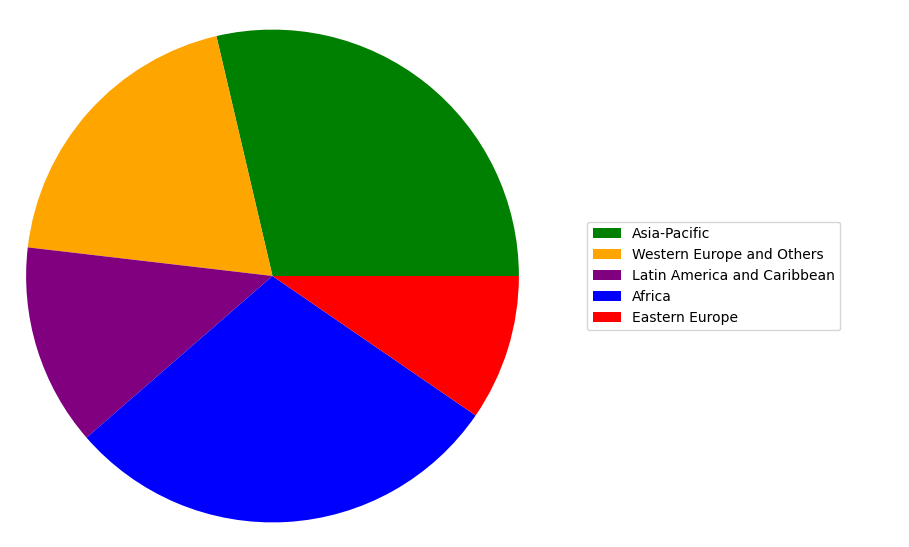 Asia-Pacific
Western Europe and Others
Latin America and Caribbean
Africa
Eastern Europe